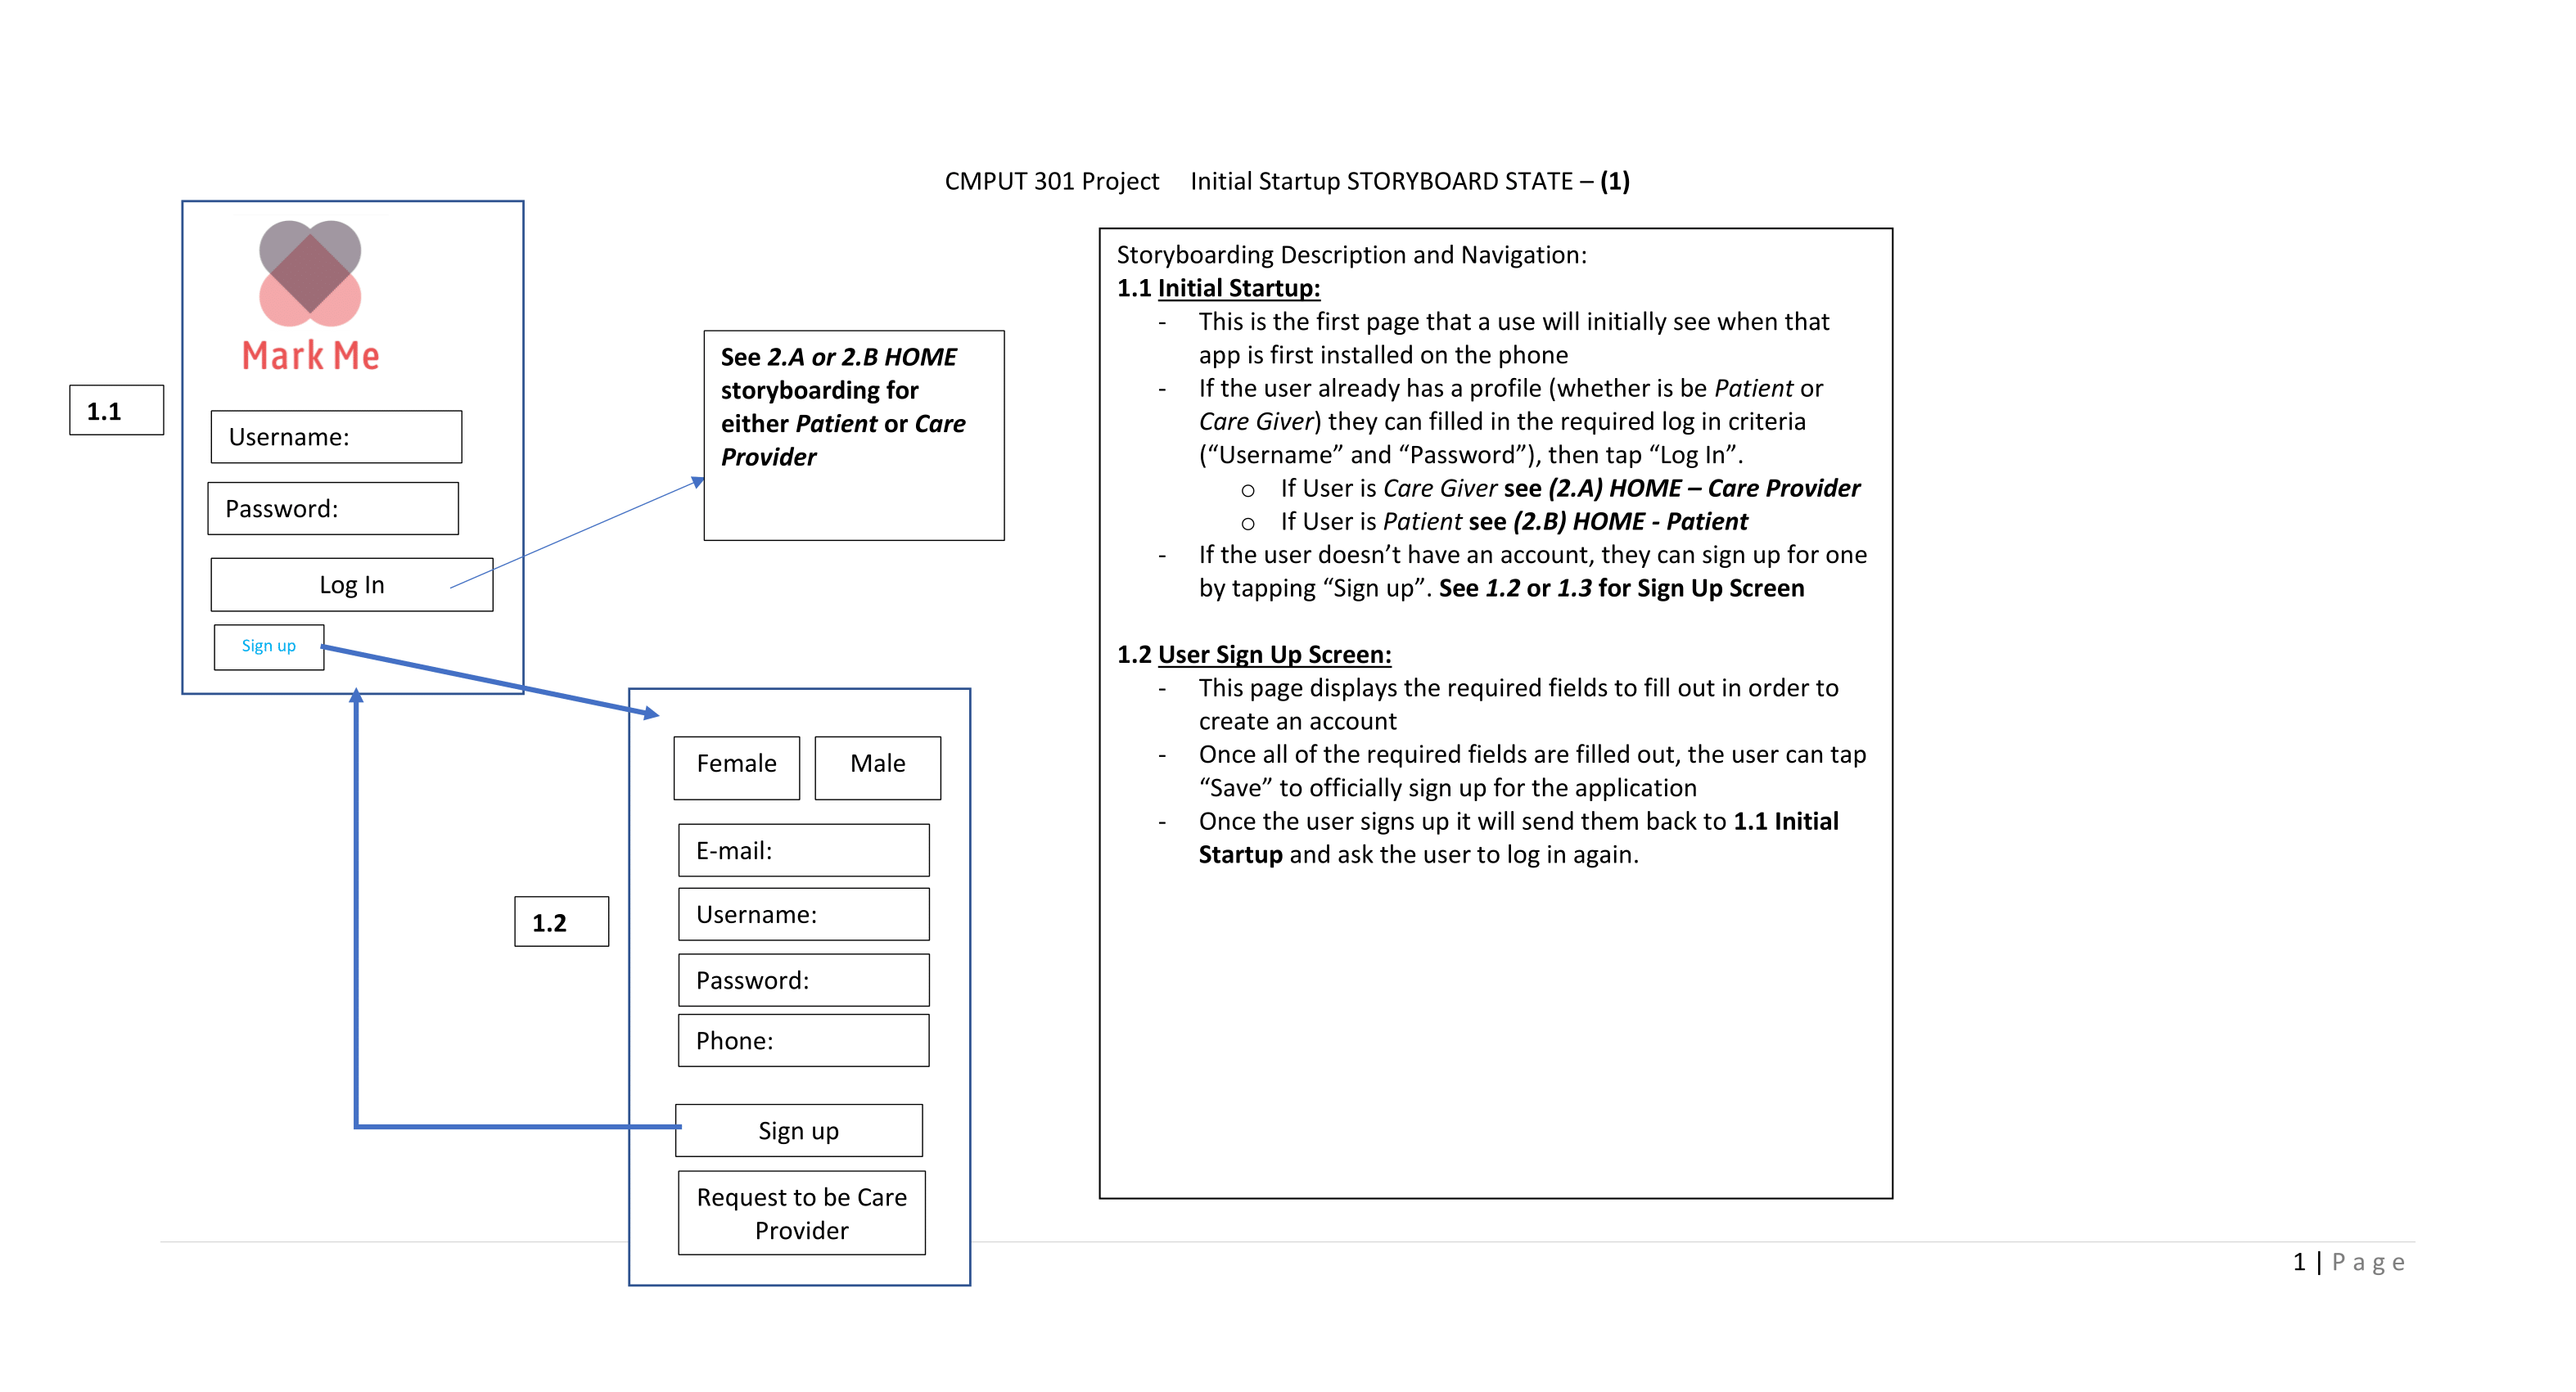 CMPUT 301 Project     Initial Startup STORYBOARD STATE – (1)
Mark Me
1.1
Username:
Password:
Log In
Sign up
See 2.A or 2.B HOME
storyboarding for
either Patient or Care
Provider
1.2
Female
Male
E-mail:
Username:
Password:
Phone:
Sign up
Request to be Care
Provider
Storyboarding Description and Navigation:
1.1 Initial Startup:
- This is the first page that a use will initially see when that
app is first installed on the phone
- If the user already has a profile (whether is be Patient or
Care Giver) they can filled in the required log in criteria
(“Username” and “Password”), then tap “Log In”.
o If User is Care Giver see (2.A) HOME – Care Provider
o If User is Patient see (2.B) HOME - Patient
- If the user doesn’t have an account, they can sign up for one
by tapping “Sign up”. See 1.2 or 1.3 for Sign Up Screen
1.2 User Sign Up Screen:
- This page displays the required fields to fill out in order to
create an account
- Once all of the required fields are filled out, the user can tap
“Save” to officially sign up for the application
- Once the user signs up it will send them back to 1.1 Initial
Startup and ask the user to log in again.
1 | Page